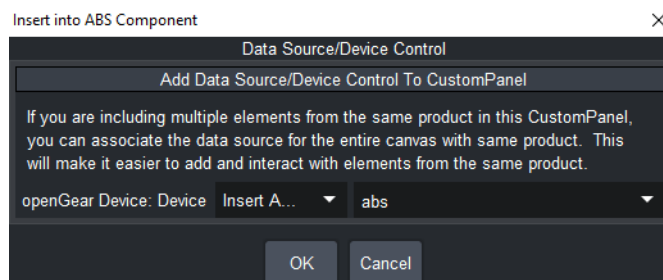 Insert into ABS Component
Data Source/Device Control
Add Data Source/Device Control To CustomPanel
If you are including multiple elements from the same product in this CustomPanel,
you can associate the data source for the entire canvas with same product. This
will make it easier to add and interact with elements from the same product.
openGear Device: Device Insert A... abs
OK Cancel